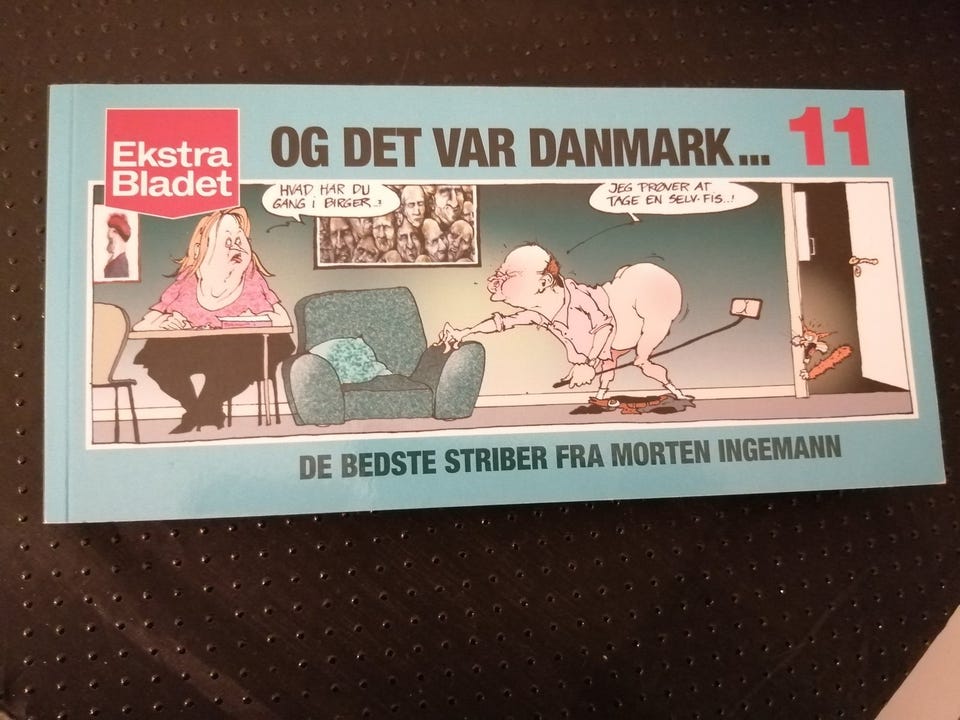 Ekstra
Bladet
OG DET VAR DANMARK... 11
HVAD HAR DU
GANG i BIRGER..?
JEG PRØVER AT
TAGE EN SELV-FIS..!
DE BEDSTE STRIBER FRA MORTEN INGEMANN